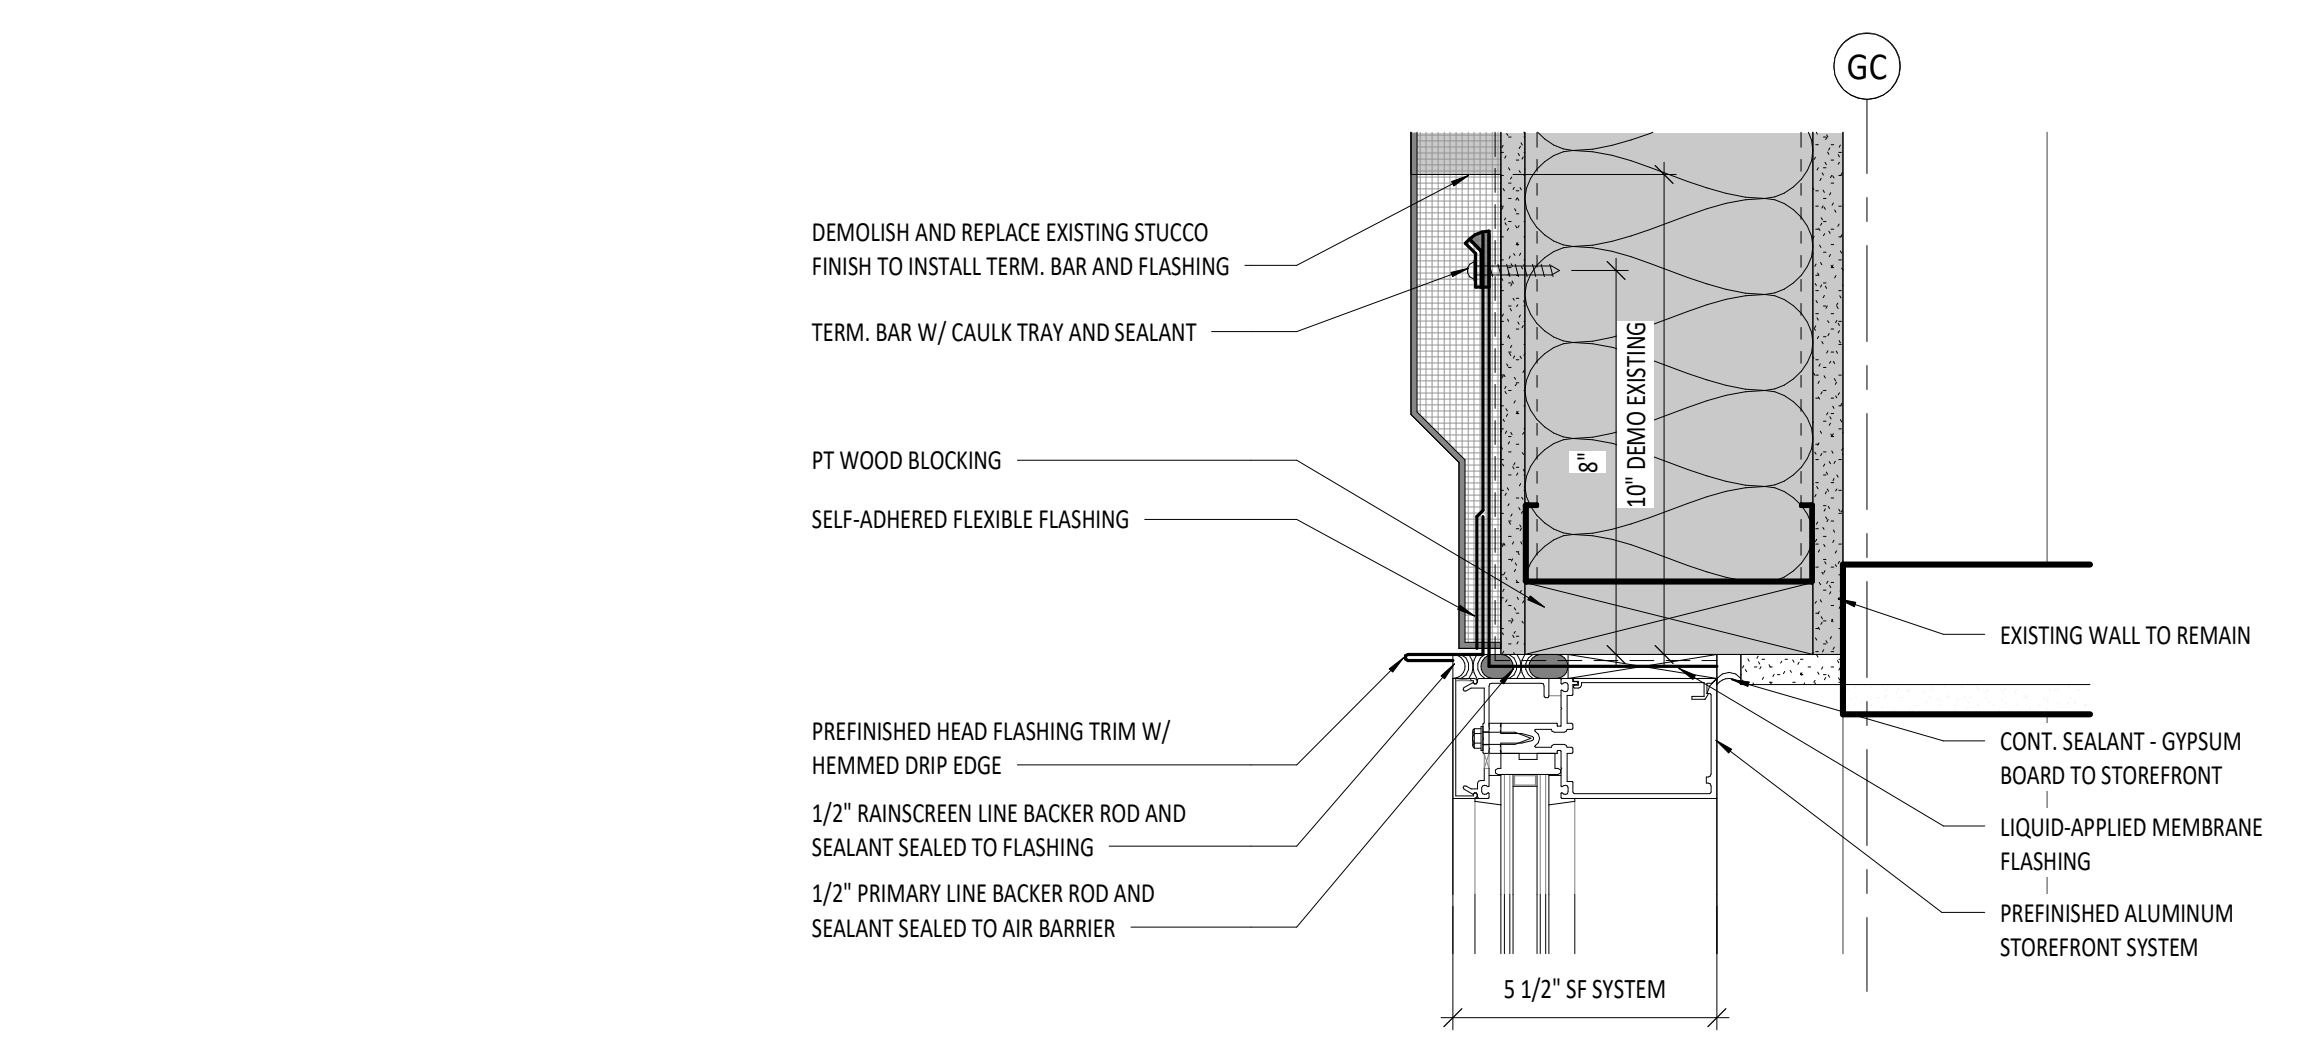 GC
DEMOLISH AND REPLACE EXISTING STUCCO
FINISH TO INSTALL TERM. BAR AND FLASHING
TERM. BAR W/ CAULK TRAY AND SEALANT
PT WOOD BLOCKING
SELF-ADHERED FLEXIBLE FLASHING
8"
10" DEMO EXISTING
PREFINISHED HEAD FLASHING TRIM W/
HEMMED DRIP EDGE
1/2" RAINSCREEN LINE BACKER ROD AND
SEALANT SEALED TO FLASHING
1/2" PRIMARY LINE BACKER ROD AND
SEALANT SEALED TO AIR BARRIER
EXISTING WALL TO REMAIN
CONT. SEALANT - GYPSUM
BOARD TO STOREFRONT
LIQUID-APPLIED MEMBRANE
FLASHING
PREFINISHED ALUMINUM
STOREFRONT SYSTEM
5 1/2" SF SYSTEM